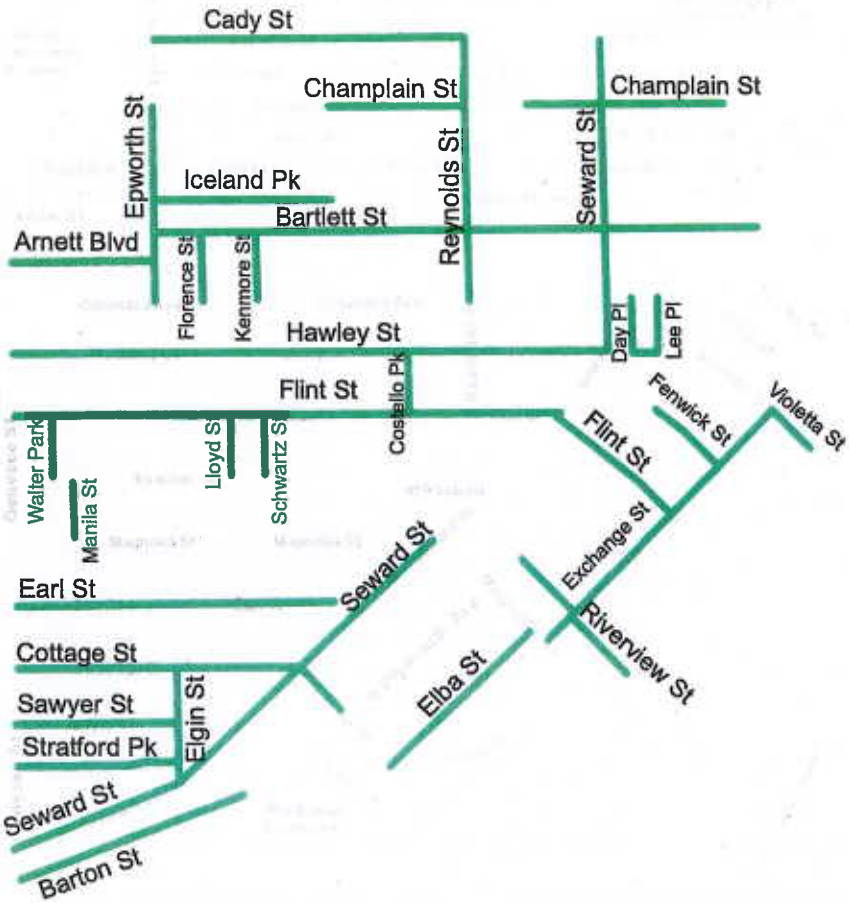 Cady St
Champlain St
Champlain St
Epworth St
Reynolds St
Seward St
Iceland Pk
Bartlett St
Arnett Blvd
Florence St
Kenmore St
Hawley St
Day Pl
Lee Pl
Flint St
Costello Pk
Fenwick St
Violetta St
Flint St
Walter Park
Lloyd St
Schwartz St
Manila St
Exchange St
Seward St
Earl St
Riverview St
Cottage St
Elba St
Sawyer St
Elgin St
Stratford Pk
Seward St
Barton St